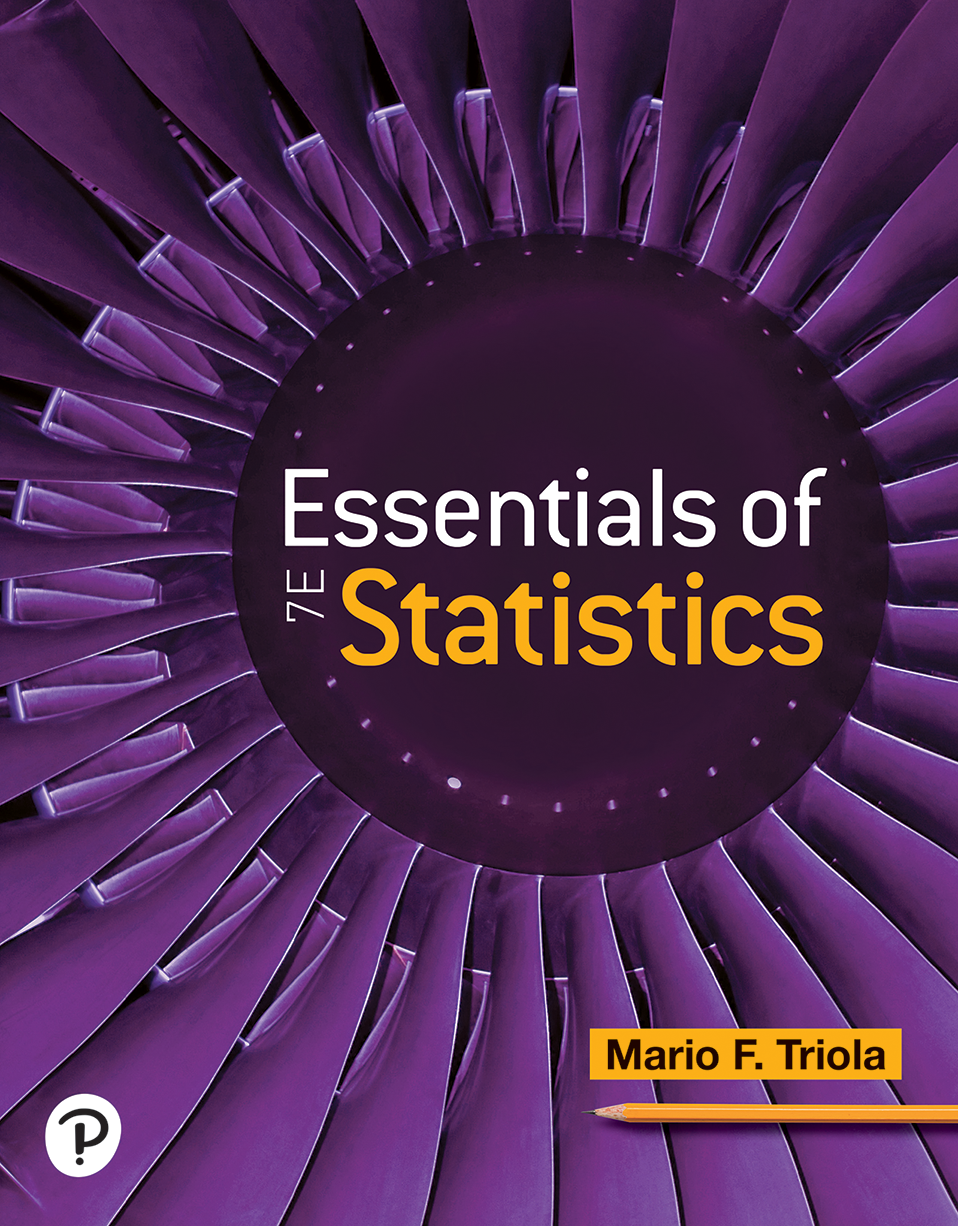 Essentials of
7E Statistics
Mario F. Triola
P